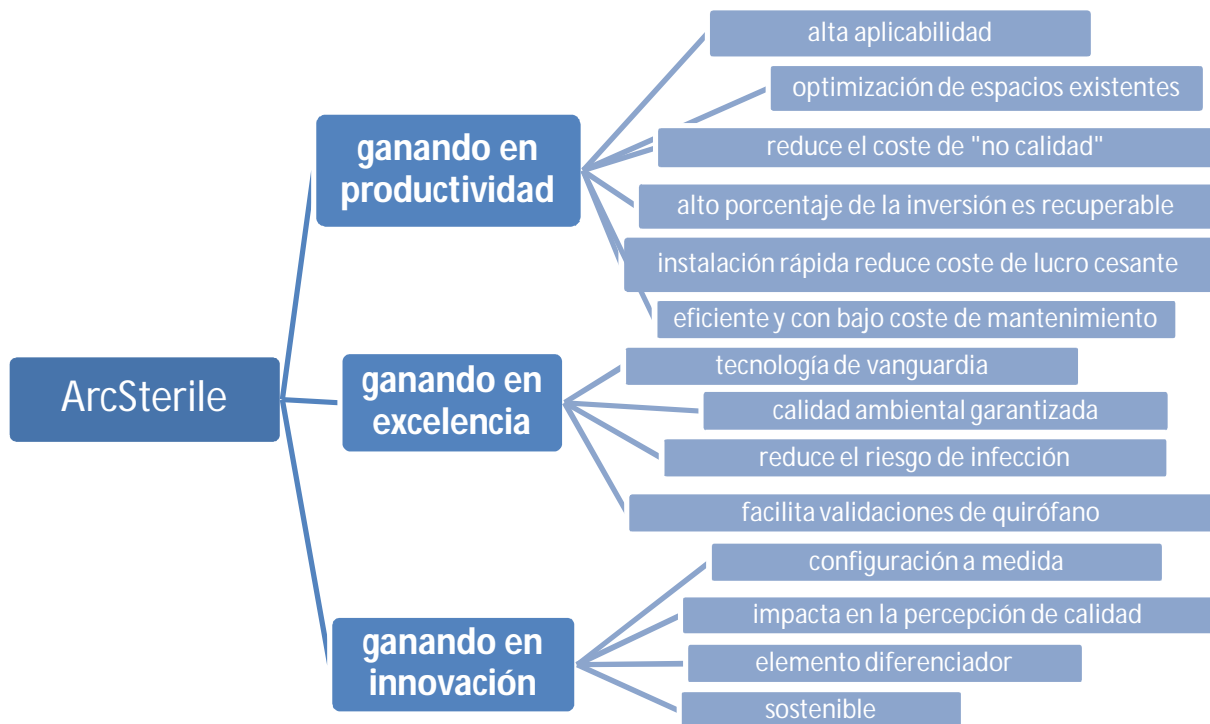 ArcSterile
ganando en
productividad
alta aplicabilidad
optimización de espacios existentes
reduce el coste de "no calidad"
alto porcentaje de la inversión es recuperable
instalación rápida reduce coste de lucro cesante
eficiente y con bajo coste de mantenimiento
ganando en
excelencia
tecnología de vanguardia
calidad ambiental garantizada
reduce el riesgo de infección
facilita validaciones de quirófano
ganando en
innovación
configuración a medida
impacta en la percepción de calidad
elemento diferenciador
sostenible